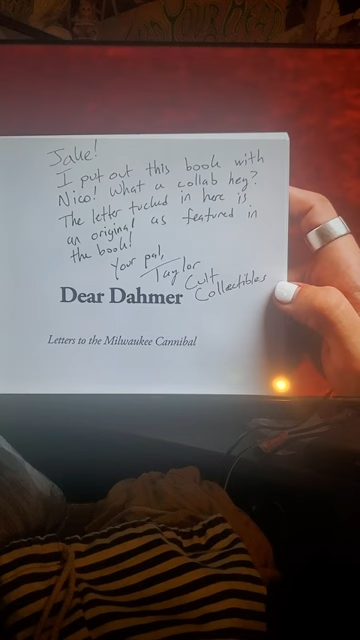 Jake!
I put out this book with
Nico! What a collab hey?
The letter tucked in here is
an original as featured in
the book!
Your pal,
Taylor
Cult
Collectibles
Dear Dahmer
Letters to the Milwaukee Cannibal